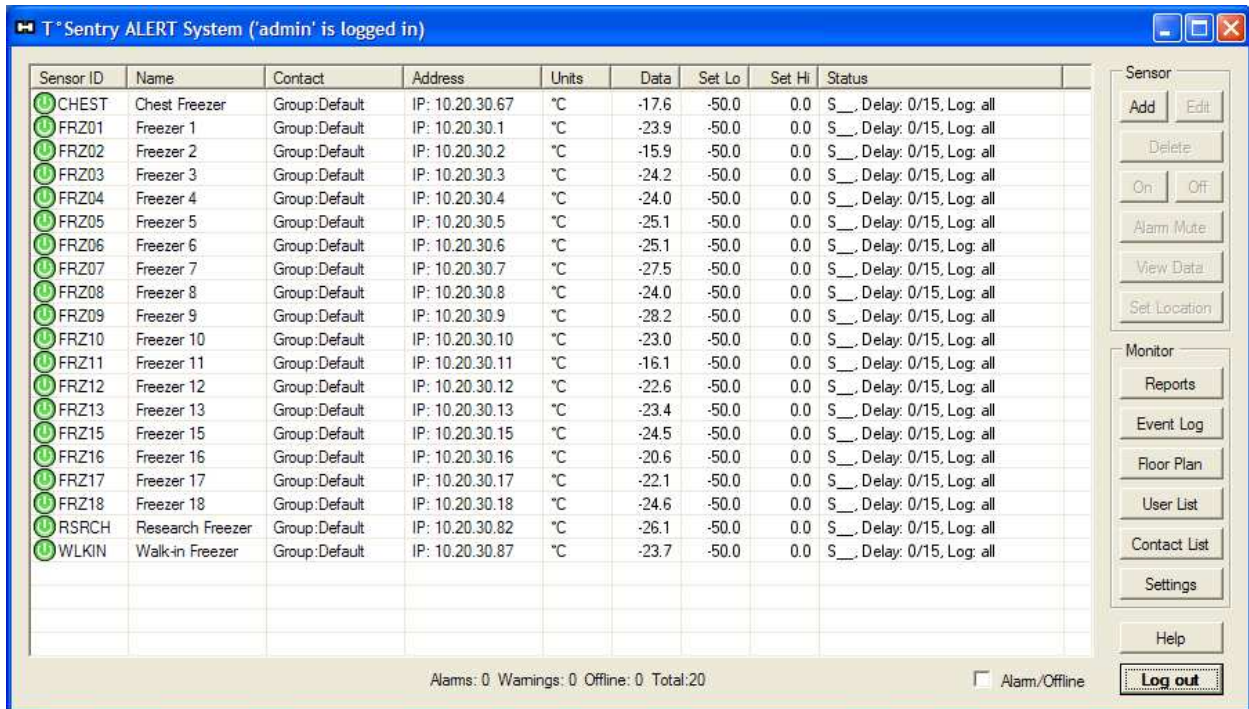 T°Sentry ALERT System ('admin' is logged in)
Sensor ID Name Contact Address Units Data Set Lo Set Hi Status
CHEST Chest Freezer Group:Default IP: 10.20.30.67 °C -17.6 -50.0 0.0 S__, Delay: 0/15, Log: all
FRZ01 Freezer 1 Group:Default IP: 10.20.30.1 °C -23.9 -50.0 0.0 S__, Delay: 0/15, Log: all
FRZ02 Freezer 2 Group:Default IP: 10.20.30.2 °C -15.9 -50.0 0.0 S__, Delay: 0/15, Log: all
FRZ03 Freezer 3 Group:Default IP: 10.20.30.3 °C -24.2 -50.0 0.0 S__, Delay: 0/15, Log: all
FRZ04 Freezer 4 Group:Default IP: 10.20.30.4 °C -24.0 -50.0 0.0 S__, Delay: 0/15, Log: all
FRZ05 Freezer 5 Group:Default IP: 10.20.30.5 °C -25.1 -50.0 0.0 S__, Delay: 0/15, Log: all
FRZ06 Freezer 6 Group:Default IP: 10.20.30.6 °C -25.1 -50.0 0.0 S__, Delay: 0/15, Log: all
FRZ07 Freezer 7 Group:Default IP: 10.20.30.7 °C -27.5 -50.0 0.0 S__, Delay: 0/15, Log: all
FRZ08 Freezer 8 Group:Default IP: 10.20.30.8 °C -24.0 -50.0 0.0 S__, Delay: 0/15, Log: all
FRZ09 Freezer 9 Group:Default IP: 10.20.30.9 °C -28.2 -50.0 0.0 S__, Delay: 0/15, Log: all
FRZ10 Freezer 10 Group:Default IP: 10.20.30.10 °C -23.0 -50.0 0.0 S__, Delay: 0/15, Log: all
FRZ11 Freezer 11 Group:Default IP: 10.20.30.11 °C -16.1 -50.0 0.0 S__, Delay: 0/15, Log: all
FRZ12 Freezer 12 Group:Default IP: 10.20.30.12 °C -22.6 -50.0 0.0 S__, Delay: 0/15, Log: all
FRZ13 Freezer 13 Group:Default IP: 10.20.30.13 °C -23.4 -50.0 0.0 S__, Delay: 0/15, Log: all
FRZ15 Freezer 15 Group:Default IP: 10.20.30.15 °C -24.5 -50.0 0.0 S__, Delay: 0/15, Log: all
FRZ16 Freezer 16 Group:Default IP: 10.20.30.16 °C -20.6 -50.0 0.0 S__, Delay: 0/15, Log: all
FRZ17 Freezer 17 Group:Default IP: 10.20.30.17 °C -22.1 -50.0 0.0 S__, Delay: 0/15, Log: all
FRZ18 Freezer 18 Group:Default IP: 10.20.30.18 °C -24.6 -50.0 0.0 S__, Delay: 0/15, Log: all
RSRCH Research Freezer Group:Default IP: 10.20.30.82 °C -26.1 -50.0 0.0 S__, Delay: 0/15, Log: all
WLKIN Walk-in Freezer Group:Default IP: 10.20.30.87 °C -23.7 -50.0 0.0 S__, Delay: 0/15, Log: all
Alarms: 0 Warnings: 0 Offline: 0 Total:20
Alarm/Offline
Sensor
Add Edit
Delete
On Off
Alarm Mute
View Data
Set Location
Monitor
Reports
Event Log
Floor Plan
User List
Contact List
Settings
Help
Log out